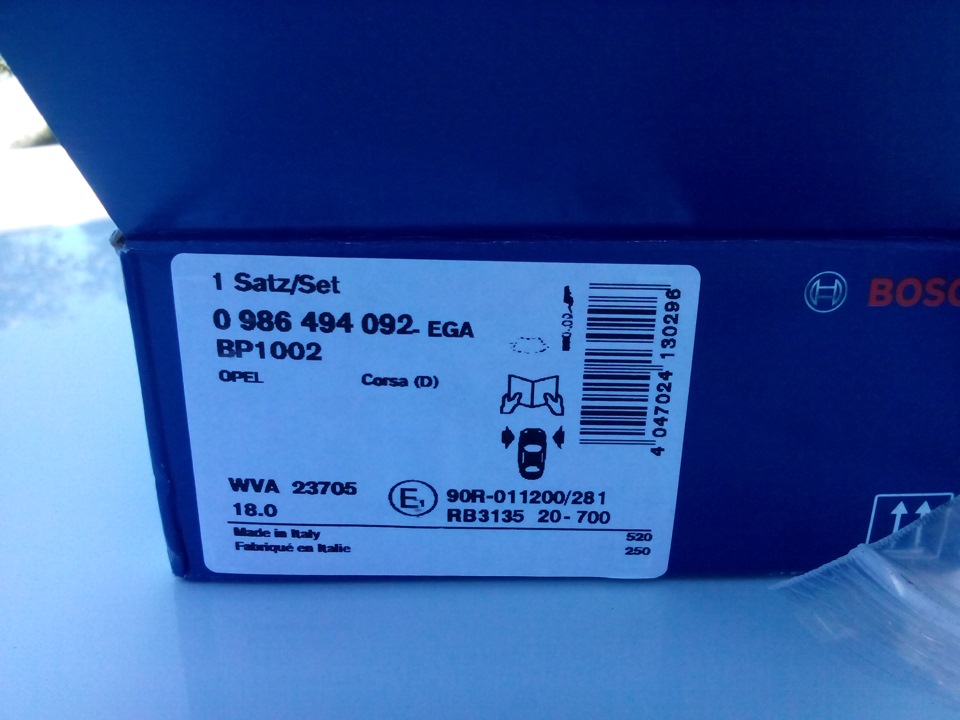 1 Satz/Set
0 986 494 092- EGA
BP1002
OPEL Corsa (D)
4 047024 130296
WVA 23705
18.0
E1
90R-011200/281
RB3135 20-700
Made in Italy
Fabriqué en Italie
520
250
BOSC